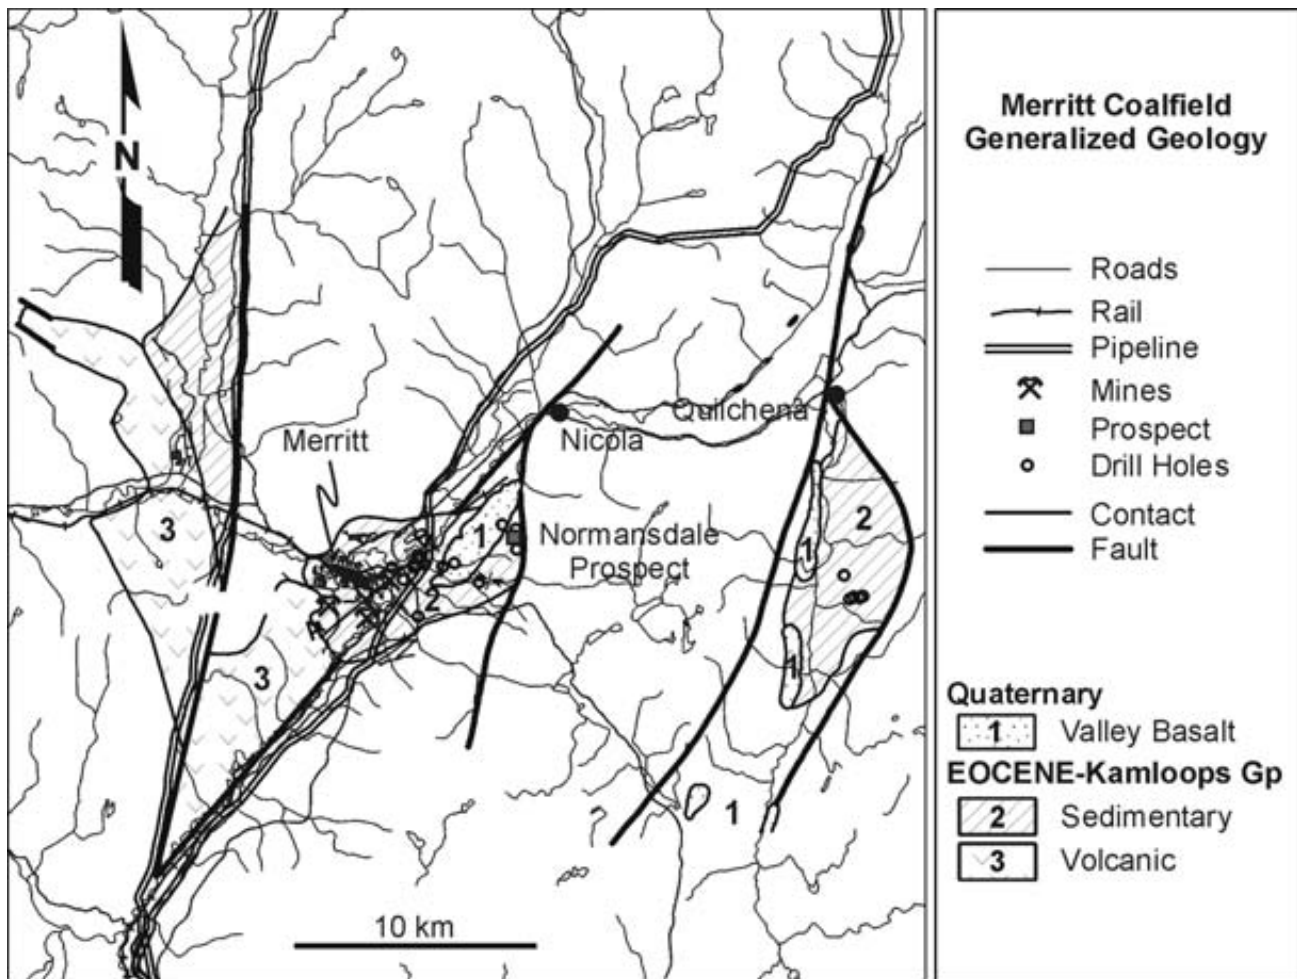 N
Merritt
Quilchena
Nicola
3
1
Normansdale
Prospect
2
1
2
3
1
1
10 km
Merritt Coalfield
Generalized Geology
Roads
Rail
Pipeline
Mines
Prospect
Drill Holes
Contact
Fault
Quaternary
1 Valley Basalt
EOCENE-Kamloops Gp
2 Sedimentary
3 Volcanic